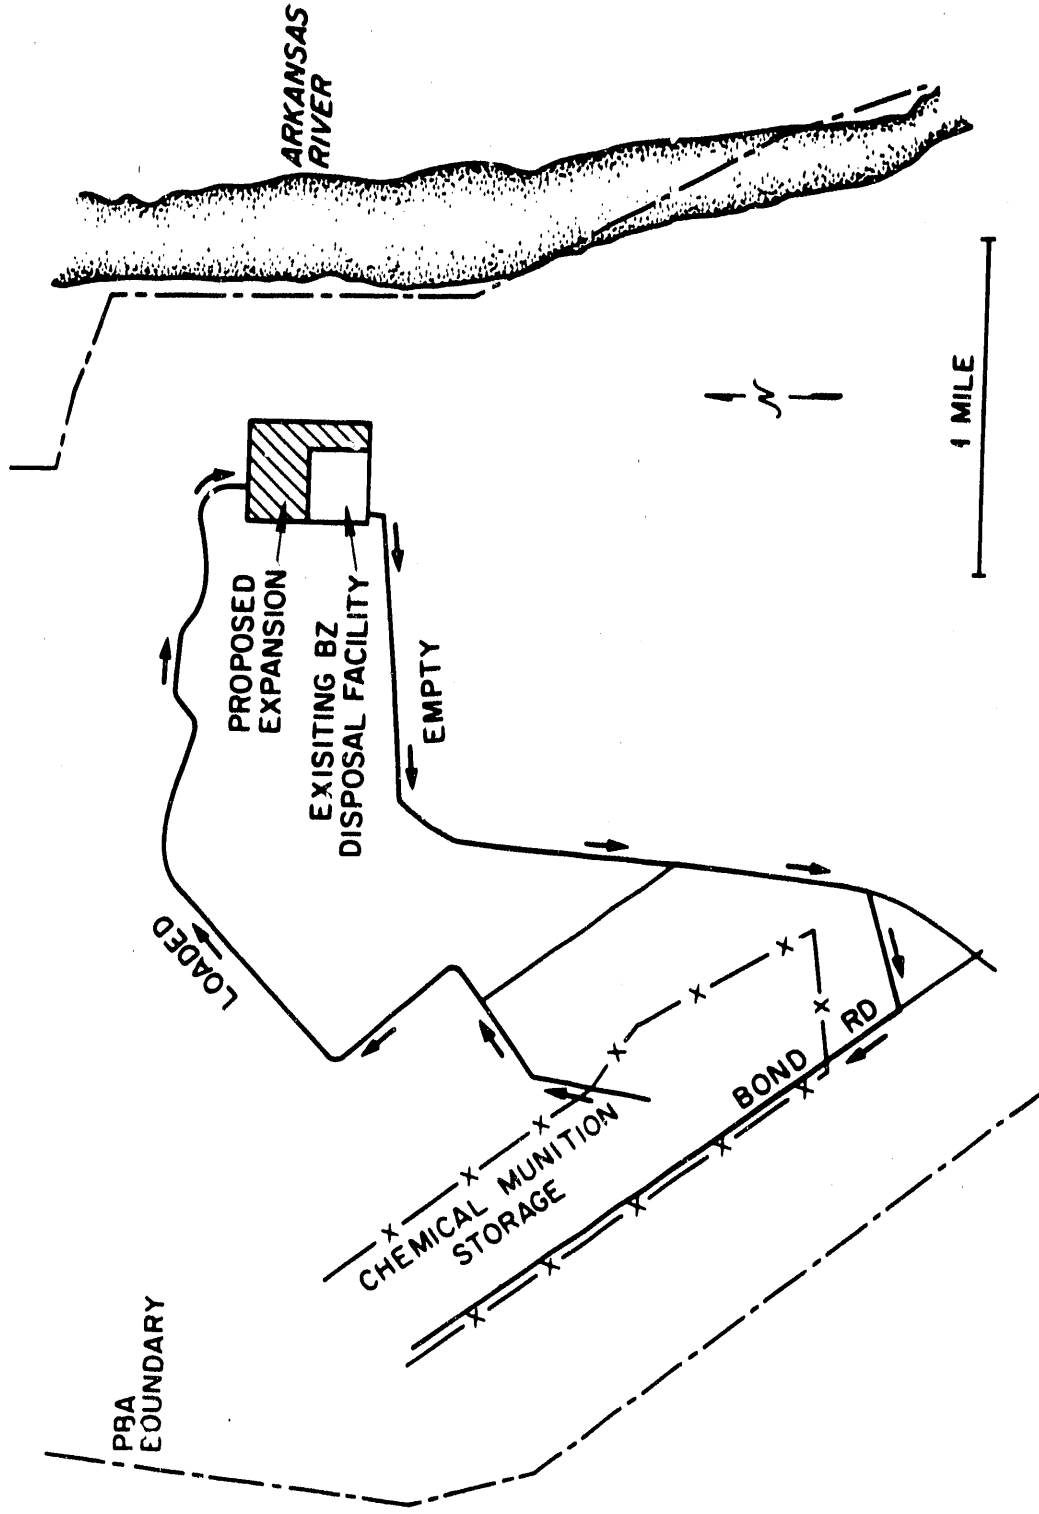 ARKANSAS
RIVER
PROPOSED
EXPANSION
EXISITING BZ
DISPOSAL FACILITY
EMPTY
LOADED
N
1 MILE
BOND RD
CHEMICAL MUNITION
STORAGE
PBA
BOUNDARY